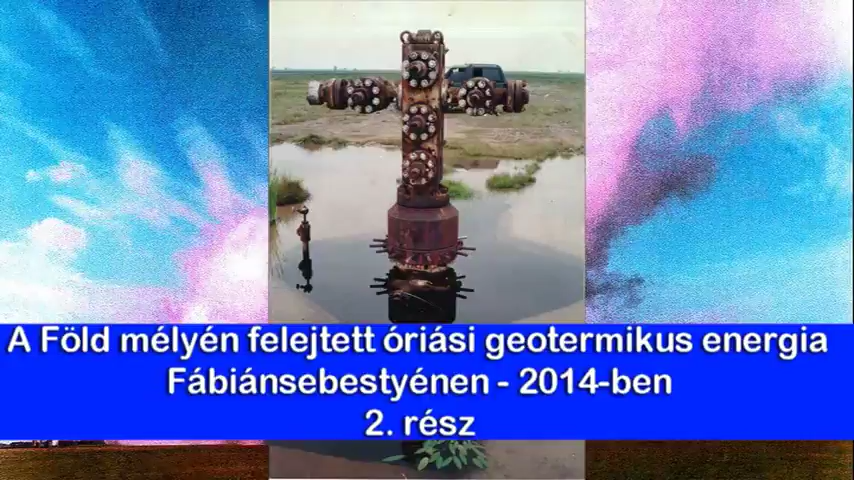 A Föld mélyén felejtett óriási geotermikus energia
Fábiánsebestyénen - 2014-ben
2. rész